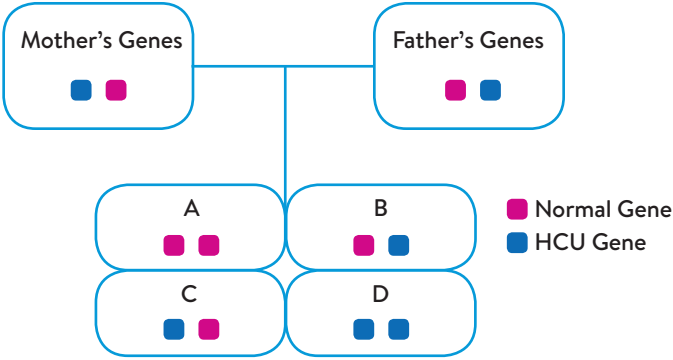 Mother’s Genes
Father’s Genes
A
B
C
D
Normal Gene
HCU Gene